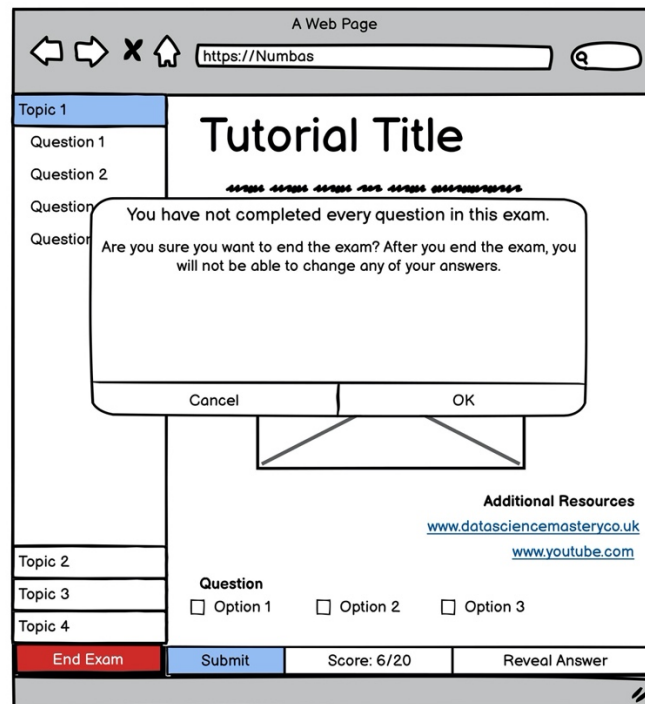 A Web Page
https://Numbas
Topic 1
Question 1
Question 2
Question
Question
Tutorial Title
You have not completed every question in this exam.
Are you sure you want to end the exam? After you end the exam, you
will not be able to change any of your answers.
Cancel
OK
Additional Resources
www.datasciencemasteryco.uk
www.youtube.com
Topic 2
Topic 3
Topic 4
Question
Option 1
Option 2
Option 3
End Exam
Submit
Score: 6/20
Reveal Answer